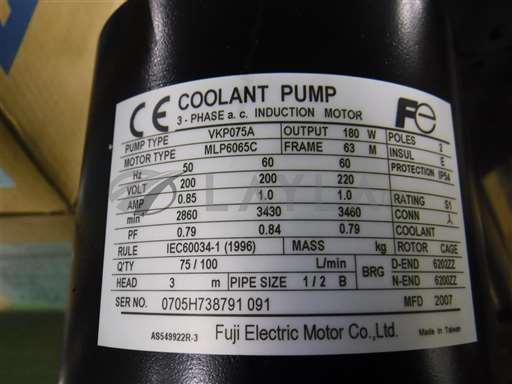 CE COOLANT PUMP Fe
3 - PHASE a. c. INDUCTION MOTOR
PUMP TYPE VKP075A OUTPUT 180 W POLES 2
MOTOR TYPE MLP6065C FRAME 63 M INSUL E
Hz 50 60 60 PROTECTION IP54
VOLT 200 200 220
AMP 0.85 1.0 1.0 RATING S1
min 2860 3430 3460 CONN 人
PF 0.79 0.84 0.79 COOLANT
RULE IEC60034-1 (1996) MASS kg ROTOR CAGE
Q'TY 75 / 100 L/min BRG D-END 6202ZZ
HEAD 3 m PIPE SIZE 1 / 2 B N-END 6200ZZ
SER NO. 0705H738791 091 MFD 2007
AS549922R-3 Fuji Electric Motor Co.,Ltd. Made in Taiwan